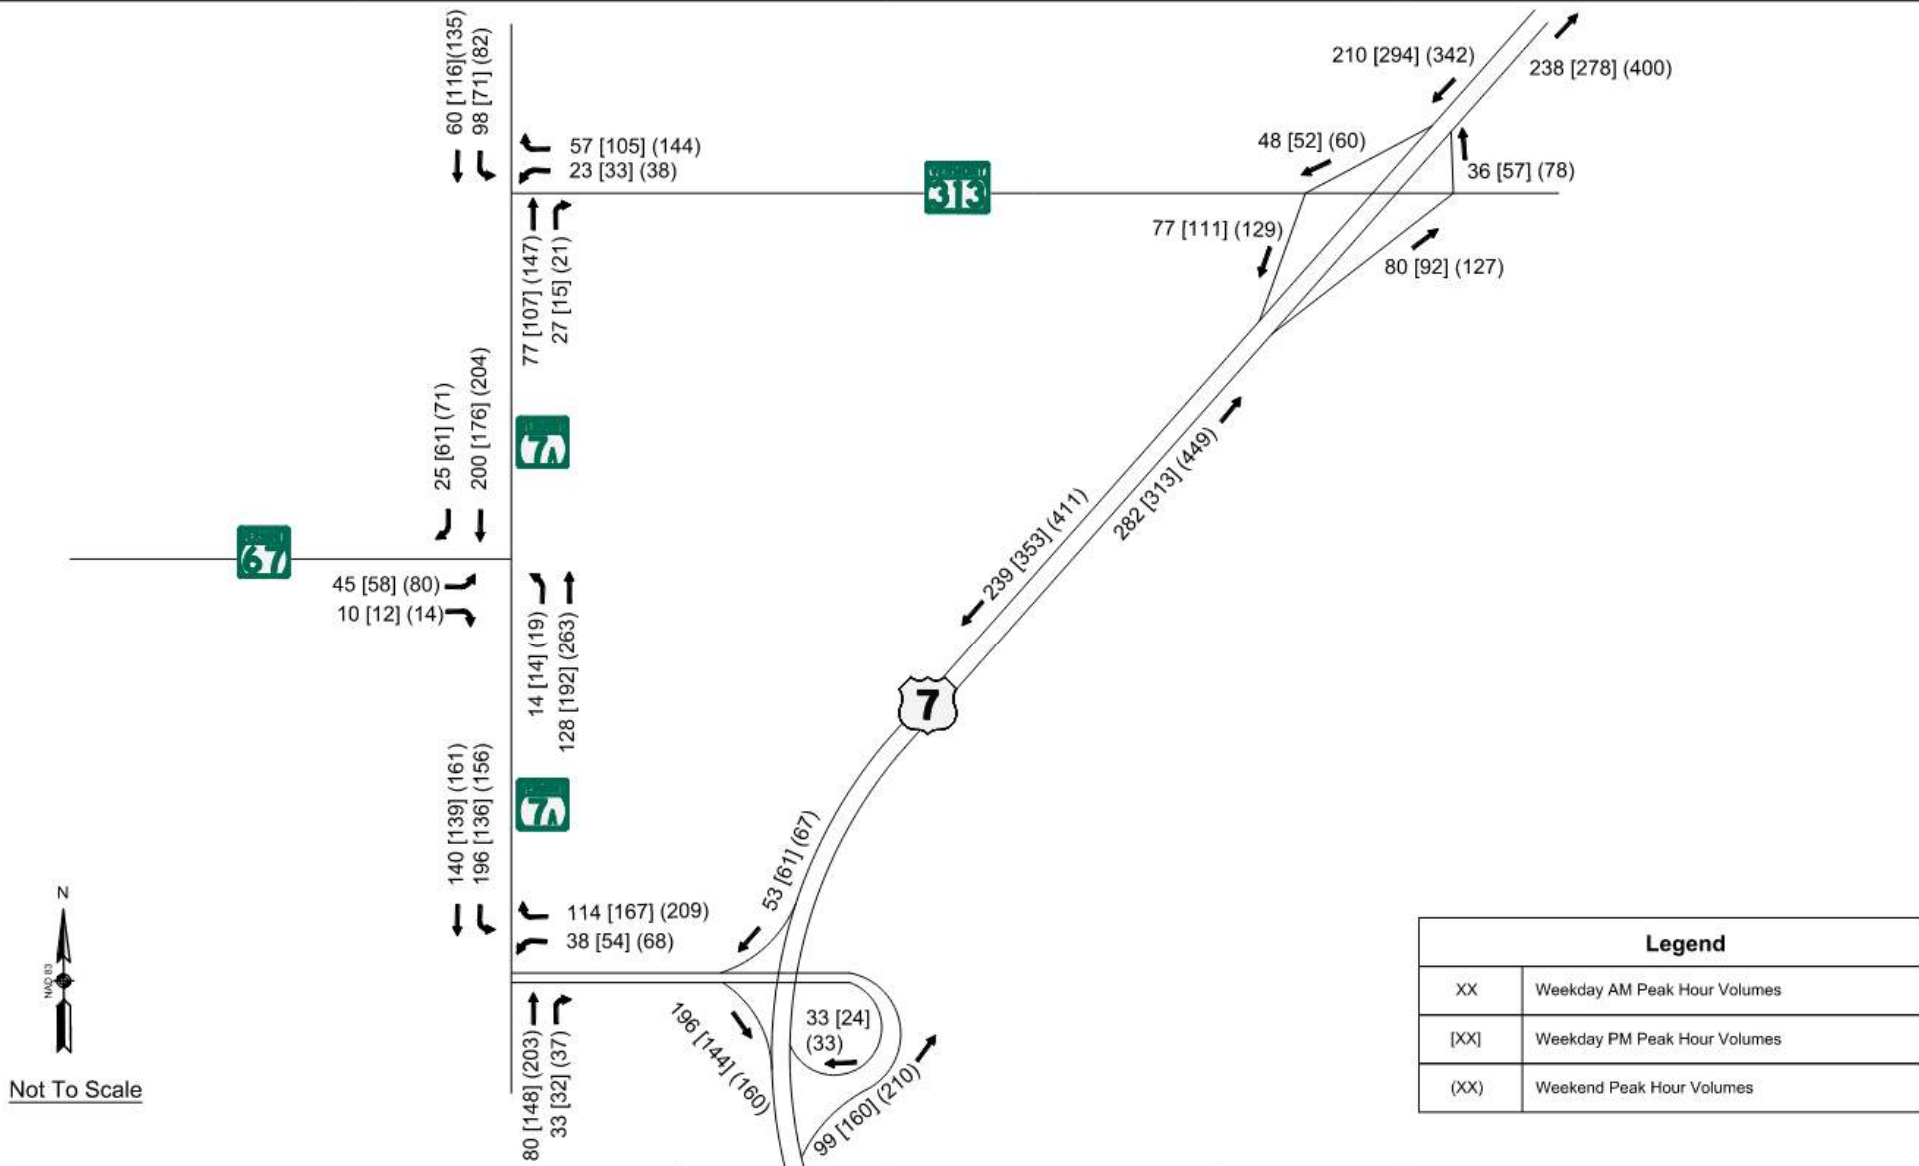 60 [116](135)
98 [71] (82)
210 [294] (342)
238 [278] (400)
57 [105] (144)
23 [33] (38)
VERMONT
313
48 [52] (60)
36 [57] (78)
77 [107] (147)
27 [15] (21)
77 [111] (129)
80 [92] (127)
25 [61] (71)
200 [176] (204)
7A
239 [353] (411)
282 [313] (449)
67
45 [58] (80)
10 [12] (14)
14 [14] (19)
128 [192] (263)
7
140 [139] (161)
196 [136] (156)
7A
53 [61] (67)
114 [167] (209)
38 [54] (68)
80 [148] (203)
33 [32] (37)
196 [144] (160)
33 [24]
(33)
99 [160] (210)
N
NAD 83
Not To Scale
Legend
XX Weekday AM Peak Hour Volumes
[XX] Weekday PM Peak Hour Volumes
(XX) Weekend Peak Hour Volumes